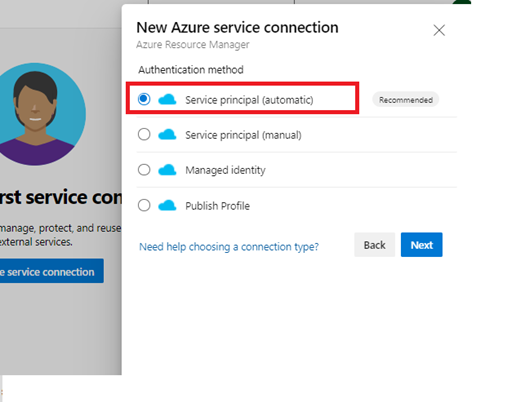 New Azure service connection
Azure Resource Manager
Authentication method
Service principal (automatic)
Recommended
Service principal (manual)
Managed identity
Publish Profile
Need help choosing a connection type?
Back
Next
rst service con
manage, protect, and reuse
external services.
e service connection